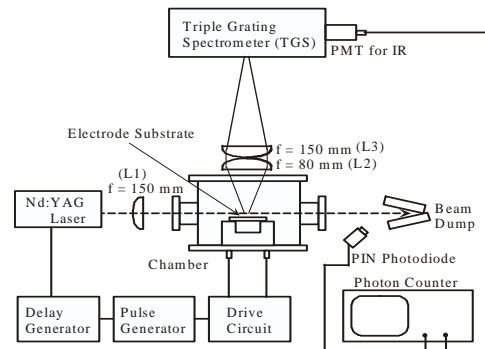 Triple Grating
Spectrometer (TGS)
PMT for IR
Electrode Substrate
f = 150 mm (L3)
f = 80 mm (L2)
(L1)
f = 150 mm
Nd:YAG
Laser
Beam
Dump
PIN Photodiode
Chamber
Photon Counter
Delay
Generator
Pulse
Generator
Drive
Circuit